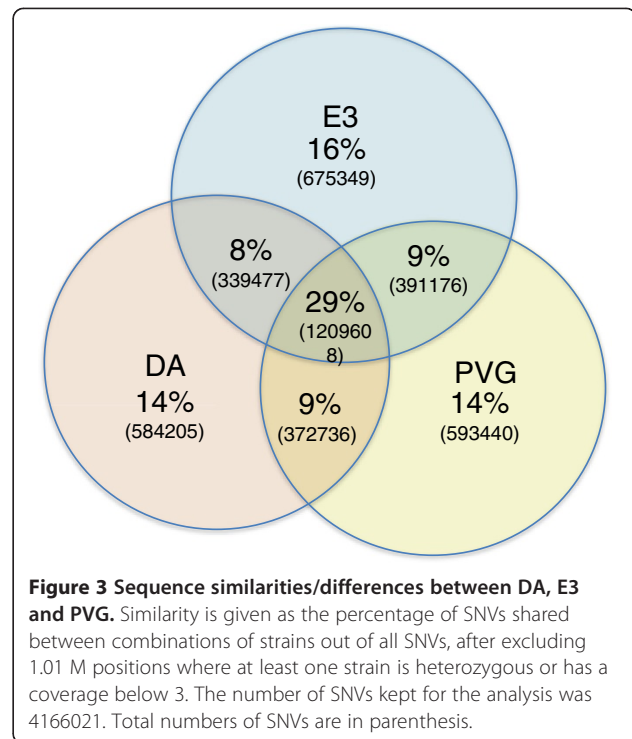 E3
16%
(675349)
8%
(339477)
9%
(391176)
29%
(120960
8)
DA
14%
(584205)
9%
(372736)
PVG
14%
(593440)
Figure 3 Sequence similarities/differences between DA, E3
and PVG. Similarity is given as the percentage of SNVs shared
between combinations of strains out of all SNVs, after excluding
1.01 M positions where at least one strain is heterozygous or has a
coverage below 3. The number of SNVs kept for the analysis was
4166021. Total numbers of SNVs are in parenthesis.